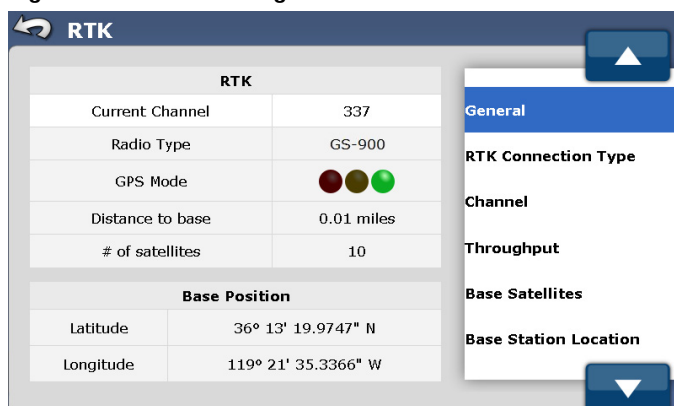 RTK
RTK
Current Channel 337
Radio Type GS-900
GPS Mode
Distance to base 0.01 miles
# of satellites 10
Base Position
Latitude 36º 13' 19.9747" N
Longitude 119º 21' 35.3366" W
General
RTK Connection Type
Channel
Throughput
Base Satellites
Base Station Location